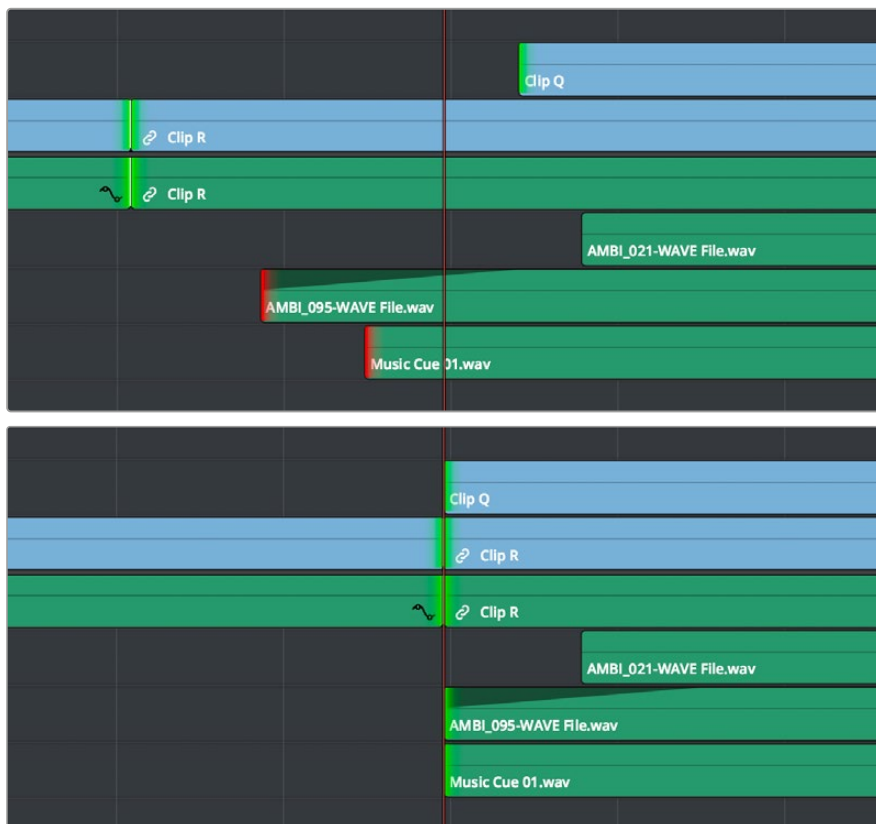 Clip Q
Clip R
Clip R
AMBI_021-WAVE File.wav
AMBI_095-WAVE File.wav
Music Cue 01.wav
Clip Q
Clip R
Clip R
AMBI_021-WAVE File.wav
AMBI_095-WAVE File.wav
Music Cue 01.wav